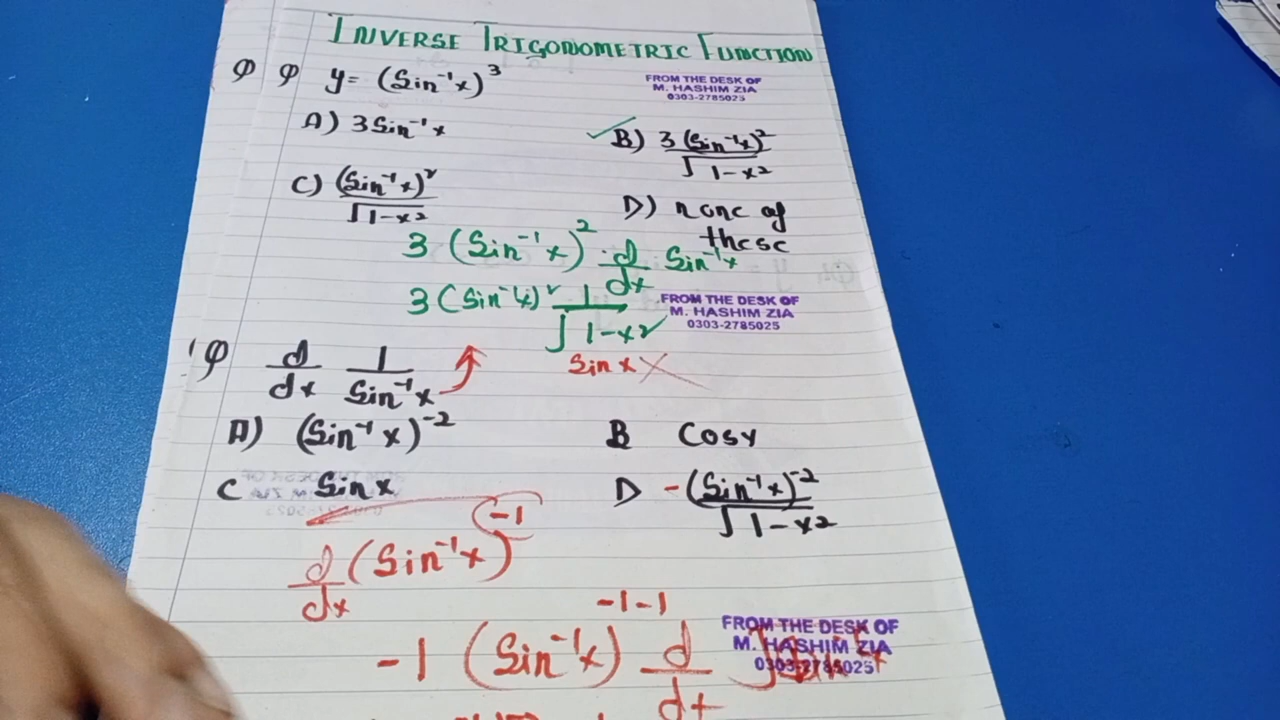 INVERSE TRIGONOMETRIC FUNCTION
φ φ y = (Sin⁻¹x)³
FROM THE DESK OF
M. HASHIM ZIA
0303-2785025
A) 3Sin⁻¹x
✓B) 3(Sin⁻¹x)²/√1-x²
C) (Sin⁻¹x)²/√1-x²
D) none of
these
3 (Sin⁻¹x)² · d/dx Sin⁻¹x
3(Sin⁻¹x)² 1/√1-x²
FROM THE DESK OF
M. HASHIM ZIA
0303-2785025
Sin x ✗
φ d/dx 1/Sin⁻¹x
A) (Sin⁻¹x)⁻²
B Cosx
C Sinx
D -(Sin⁻¹x)⁻²/√1-x²
d/dx (Sin⁻¹x)⁻¹
-1 (Sin⁻¹x)⁻¹⁻¹ d/dx
FROM THE DESK OF
M. HASHIM ZIA
0303-2785025